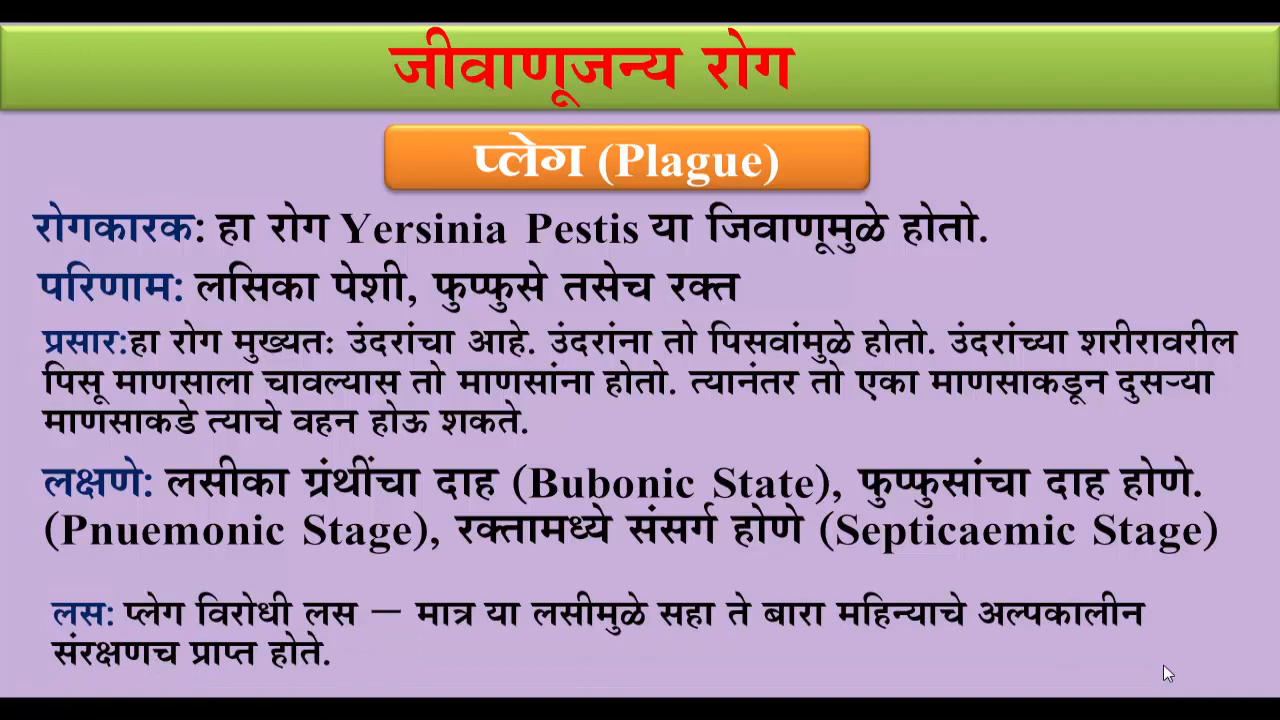 जीवाणूजन्य रोग
प्लेग (Plague)
रोगकारक: हा रोग Yersinia Pestis या जिवाणूमुळे होतो.
परिणाम: लसिका पेशी, फुप्फुसे तसेच रक्त
प्रसार:हा रोग मुख्यतः उंदरांचा आहे. उंदरांना तो पिसवांमुळे होतो. उंदरांच्या शरीरावरील
पिसू माणसाला चावल्यास तो माणसांना होतो. त्यानंतर तो एका माणसाकडून दुसऱ्या
माणसाकडे त्याचे वहन होऊ शकते.
लक्षणे: लसीका ग्रंथींचा दाह (Bubonic State), फुप्फुसांचा दाह होणे.
(Pnuemonic Stage), रक्तामध्ये संसर्ग होणे (Septicaemic Stage)
लस: प्लेग विरोधी लस – मात्र या लसीमुळे सहा ते बारा महिन्याचे अल्पकालीन
संरक्षणच प्राप्त होते.